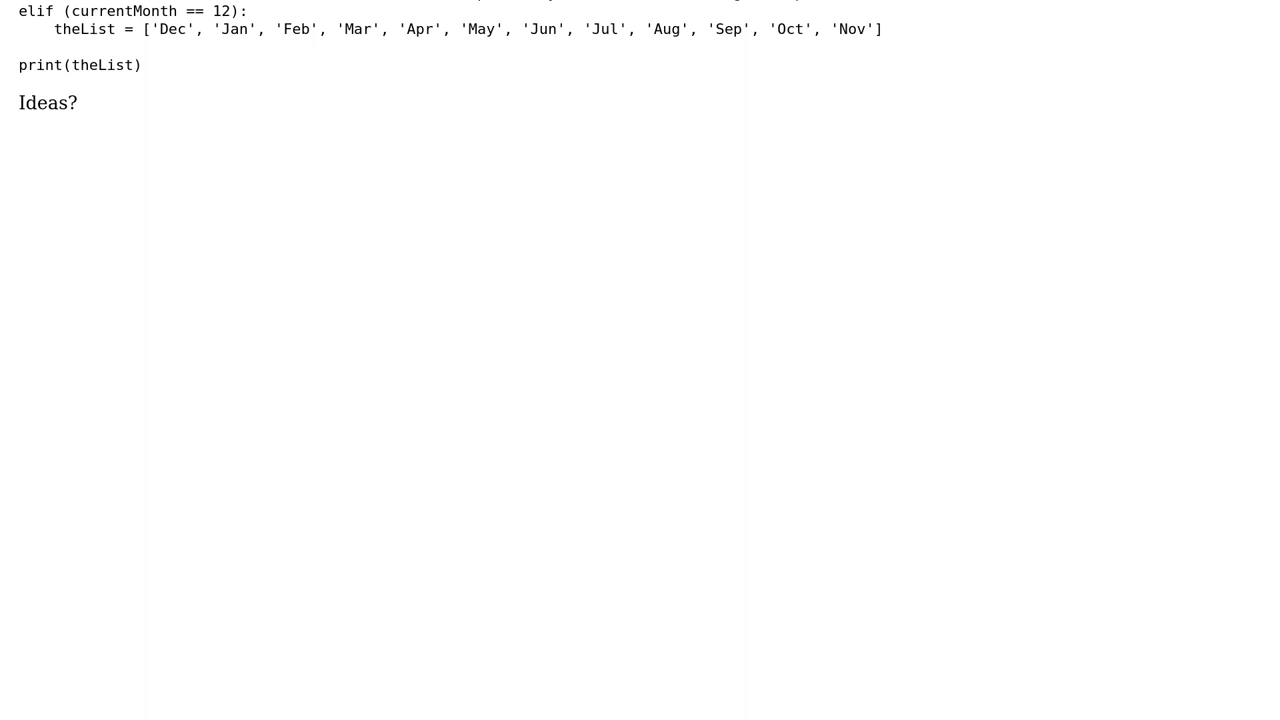 elif (currentMonth == 12):
    theList = ['Dec', 'Jan', 'Feb', 'Mar', 'Apr', 'May', 'Jun', 'Jul', 'Aug', 'Sep', 'Oct', 'Nov']
print(theList)
Ideas?